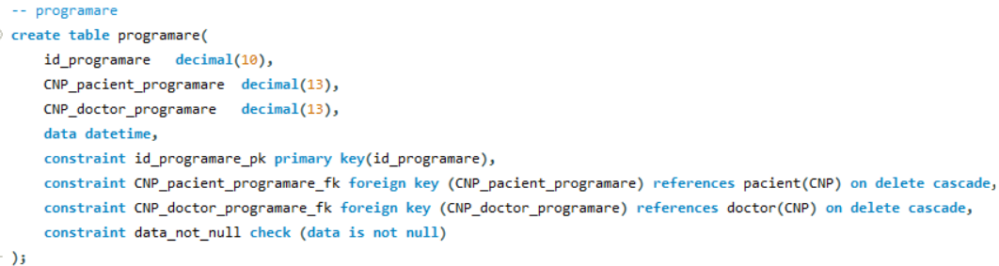 -- programare
create table programare(
id_programare decimal(10),
CNP_pacient_programare decimal(13),
CNP_doctor_programare decimal(13),
data datetime,
constraint id_programare_pk primary key(id_programare),
constraint CNP_pacient_programare_fk foreign key (CNP_pacient_programare) references pacient(CNP) on delete cascade,
constraint CNP_doctor_programare_fk foreign key (CNP_doctor_programare) references doctor(CNP) on delete cascade,
constraint data_not_null check (data is not null)
);